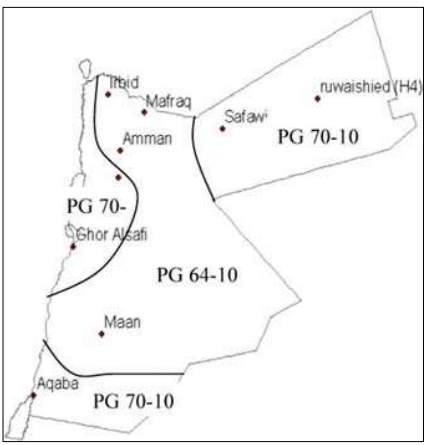 Irbid
ruwaishied (H4)
Mafraq
Safawi
Amman
PG 70-10
PG 70-
Ghor Alsafi
PG 64-10
Maan
Aqaba
PG 70-10